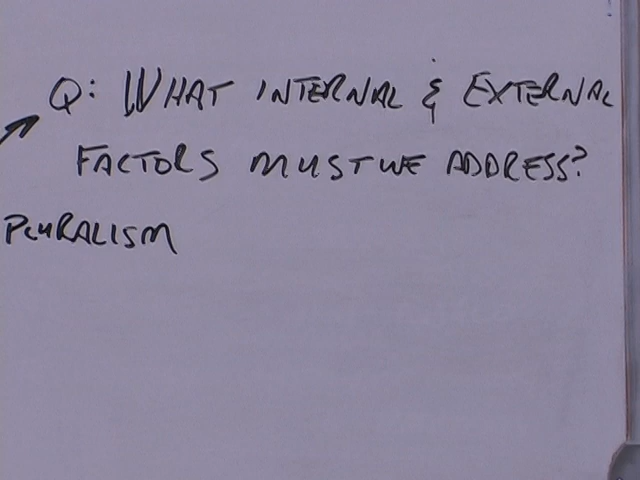 Q: WHAT INTERNAL & EXTERNAL
FACTORS MUST WE ADDRESS?
PLURALISM